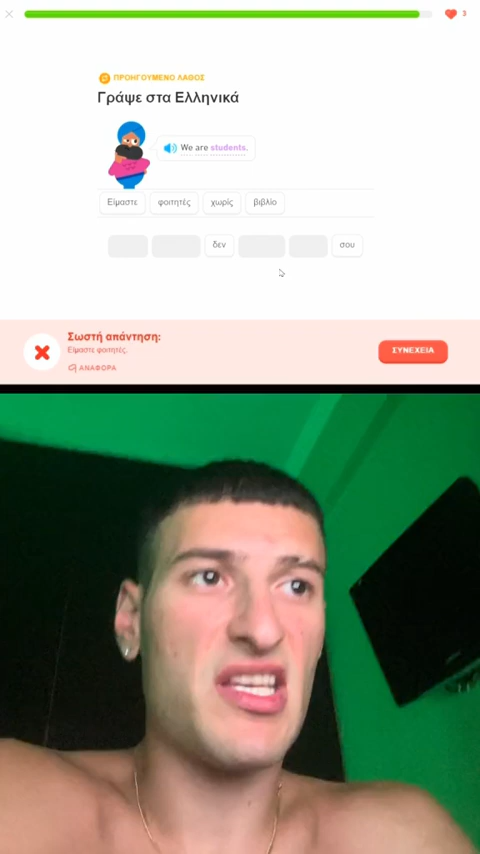 3
ΠΡΟΗΓΟΥΜΕΝΟ ΛΑΘΟΣ
Γράψε στα Ελληνικά
We are students.
Είμαστε φοιτητές χωρίς βιβλίο
δεν σου
Σωστή απάντηση:
Είμαστε φοιτητές.
ΑΝΑΦΟΡΑ
ΣΥΝΕΧΕΙΑ